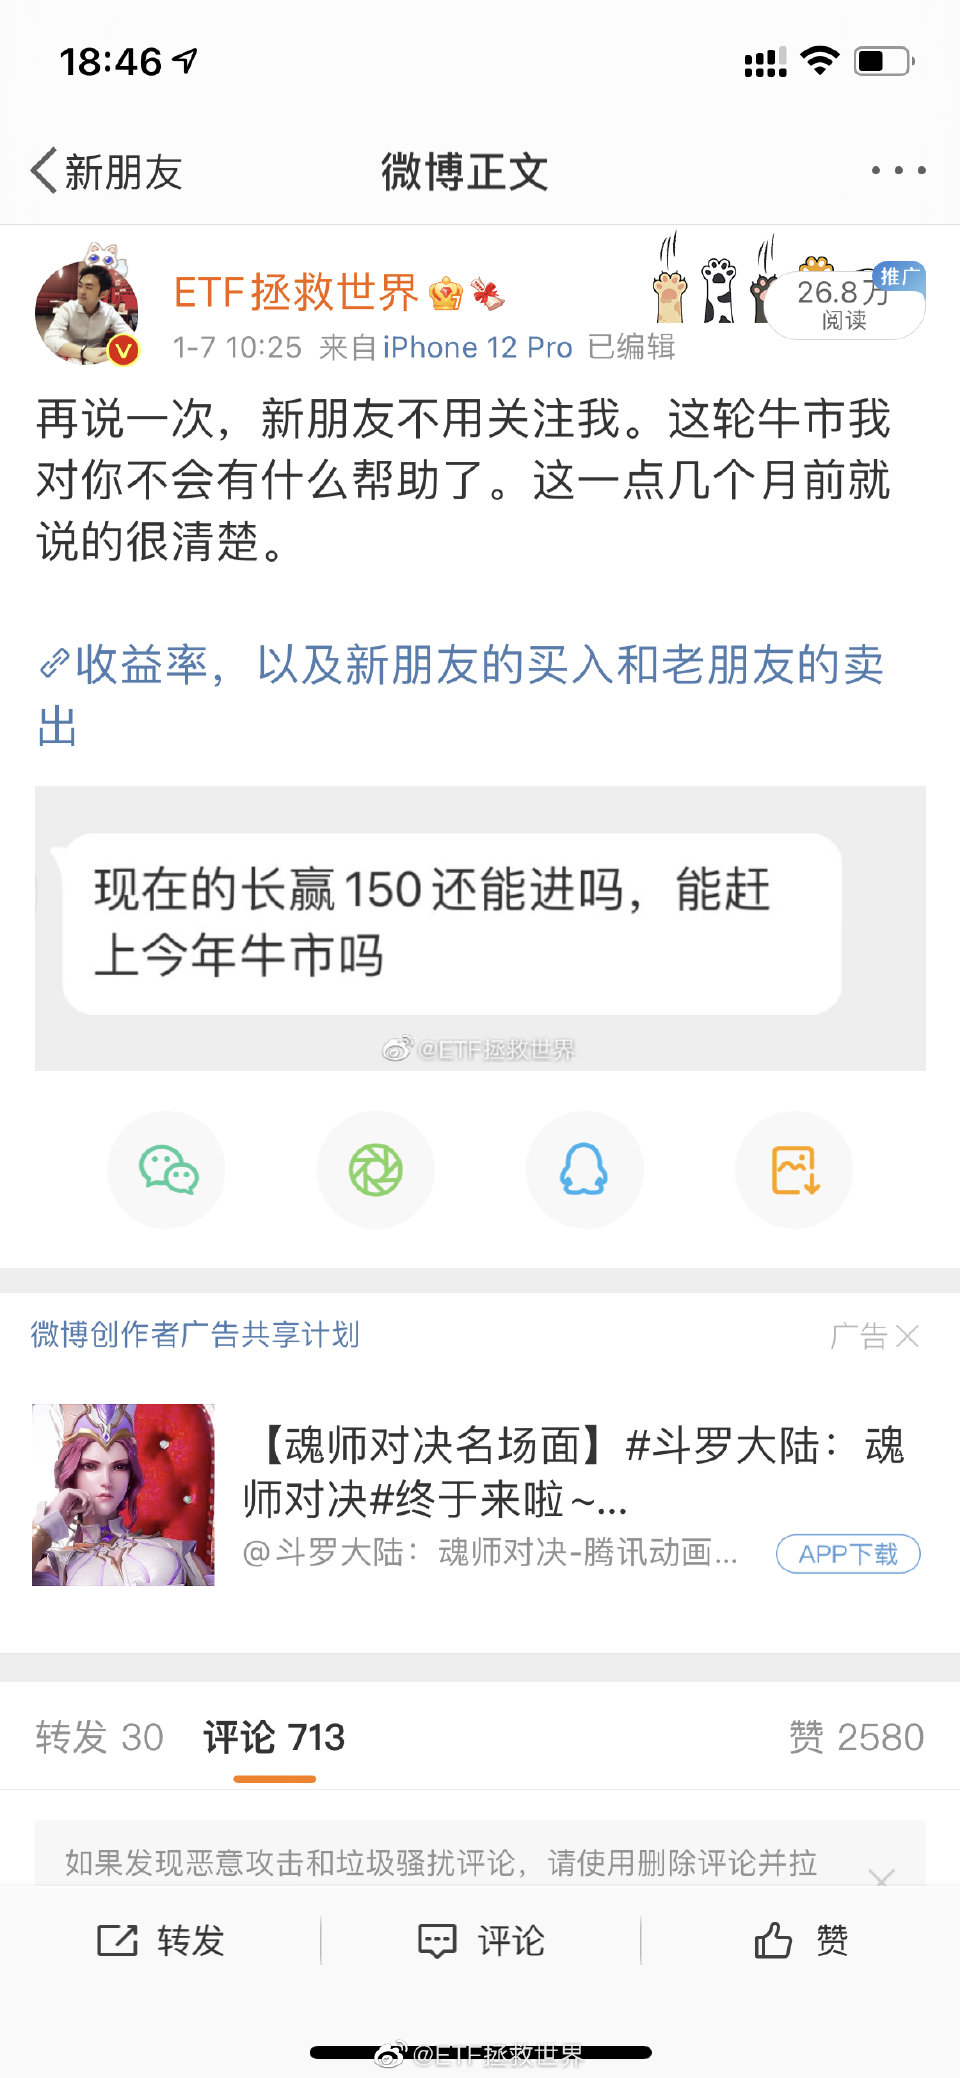 18:46
新朋友
微博正文
ETF拯救世界
推广
26.8万
阅读
1-7 10:25 来自 iPhone 12 Pro 已编辑
再说一次，新朋友不用关注我。这轮牛市我
对你不会有什么帮助了。这一点几个月前就
说的很清楚。
收益率，以及新朋友的买入和老朋友的卖
出
现在的长赢150还能进吗，能赶
上今年牛市吗
@ETF拯救世界
微博创作者广告共享计划
广告
【魂师对决名场面】#斗罗大陆：魂
师对决#终于来啦~...
@斗罗大陆：魂师对决-腾讯动画...
APP下载
转发 30 评论 713
赞 2580
如果发现恶意攻击和垃圾骚扰评论，请使用删除评论并拉
转发
评论
赞
@ETF拯救世界